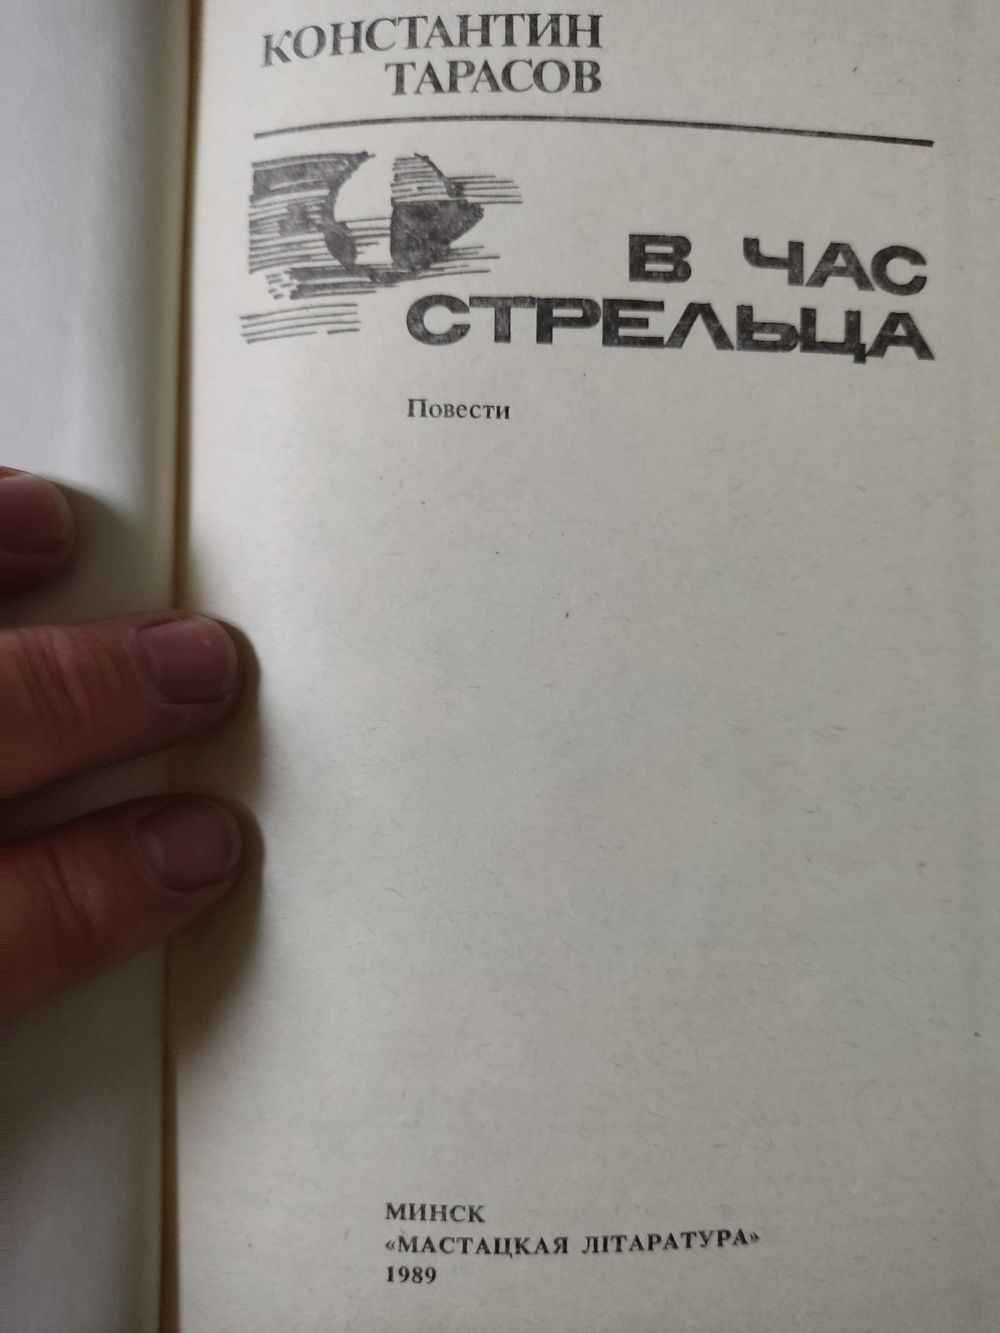 КОНСТАНТИН
ТАРАСОВ
В ЧАС
СТРЕЛЬЦА
Повести
МИНСК
«МАСТАЦКАЯ ЛІТАРАТУРА»
1989